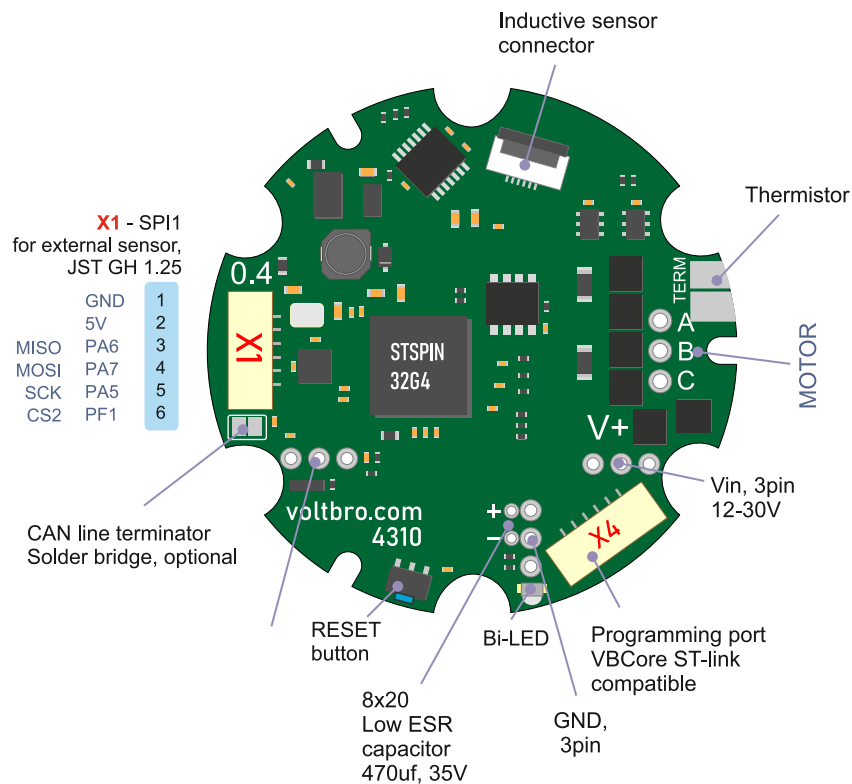 Inductive sensor
connector
Thermistor
X1 - SPI1
for external sensor,
JST GH 1.25
GND 1
5V 2
MISO PA6 3
MOSI PA7 4
SCK PA5 5
CS2 PF1 6
0.4
X1
STSPIN
32G4
TERM
A
B
C
MOTOR
V+
Vin, 3pin
12-30V
CAN line terminator
Solder bridge, optional
voltbro.com
4310
+
–
X4
RESET
button
Bi-LED
Programming port
VBCore ST-link
compatible
8x20
Low ESR
capacitor
470uf, 35V
GND,
3pin